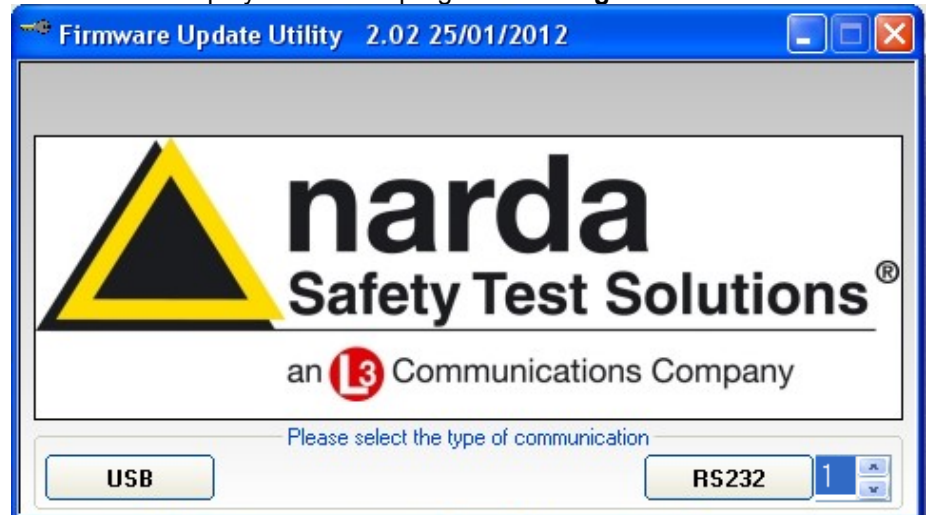 Firmware Update Utility 2.02 25/01/2012
narda
Safety Test Solutions®
an L3 Communications Company
Please select the type of communication
USB
RS232 1